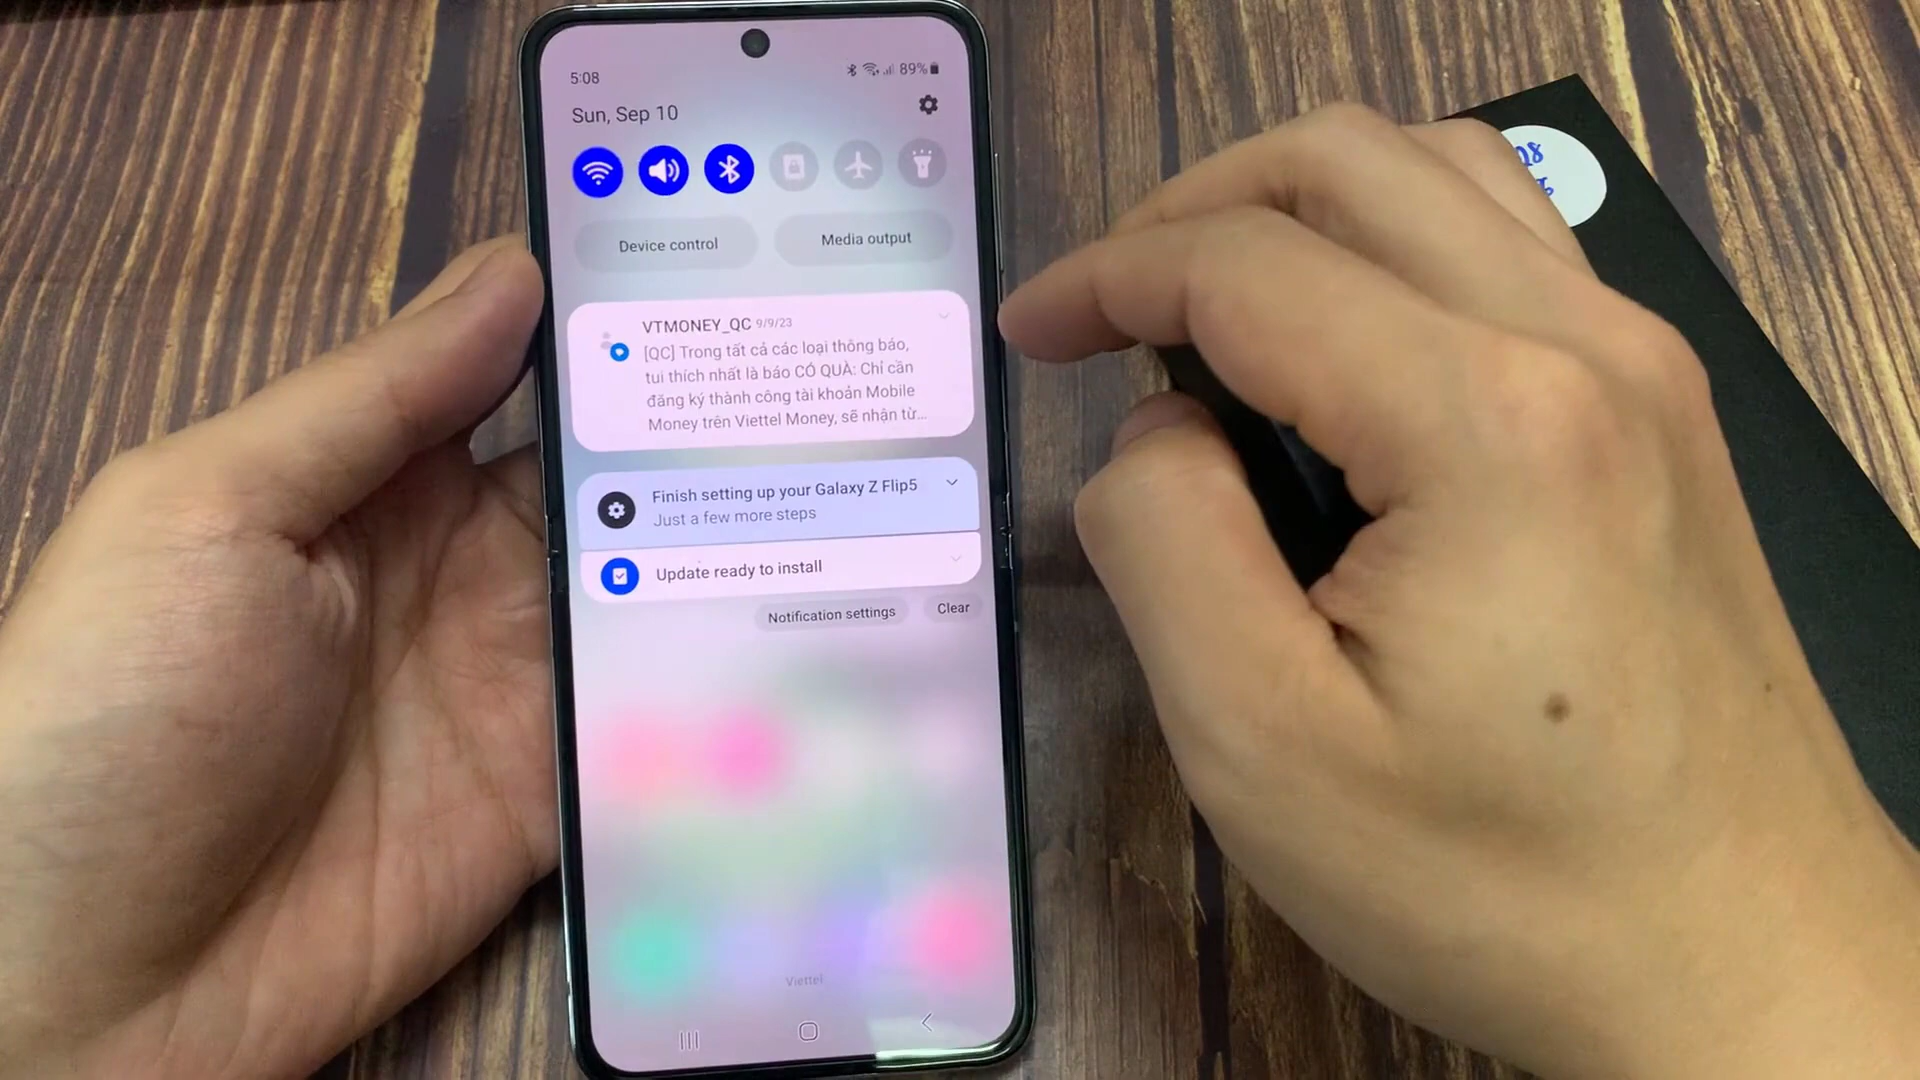 5:08
89%
Sun, Sep 10
Device control
Media output
VTMONEY_QC 9/9/23
[QC] Trong tất cả các loại thông báo,
tui thích nhất là báo CÓ QUÀ: Chỉ cần
đăng ký thành công tài khoản Mobile
Money trên Viettel Money, sẽ nhận từ...
Finish setting up your Galaxy Z Flip5
Just a few more steps
Update ready to install
Notification settings
Clear
Viettel